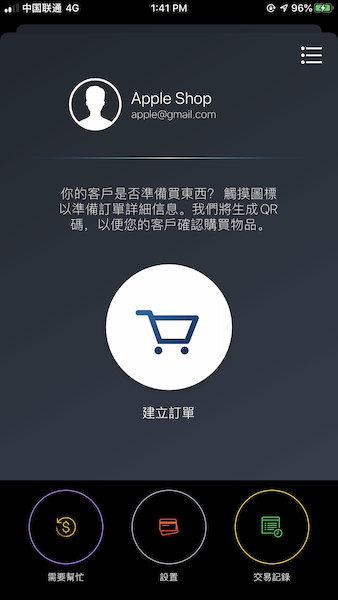 中国联通 4G 1:41 PM 96%
Apple Shop
apple@gmail.com
你的客戶是否準備買東西？ 觸摸圖標
以準備訂單詳細信息。我們將生成 QR
碼，以便您的客戶確認購買物品。
建立訂單
需要幫忙 設置 交易記錄